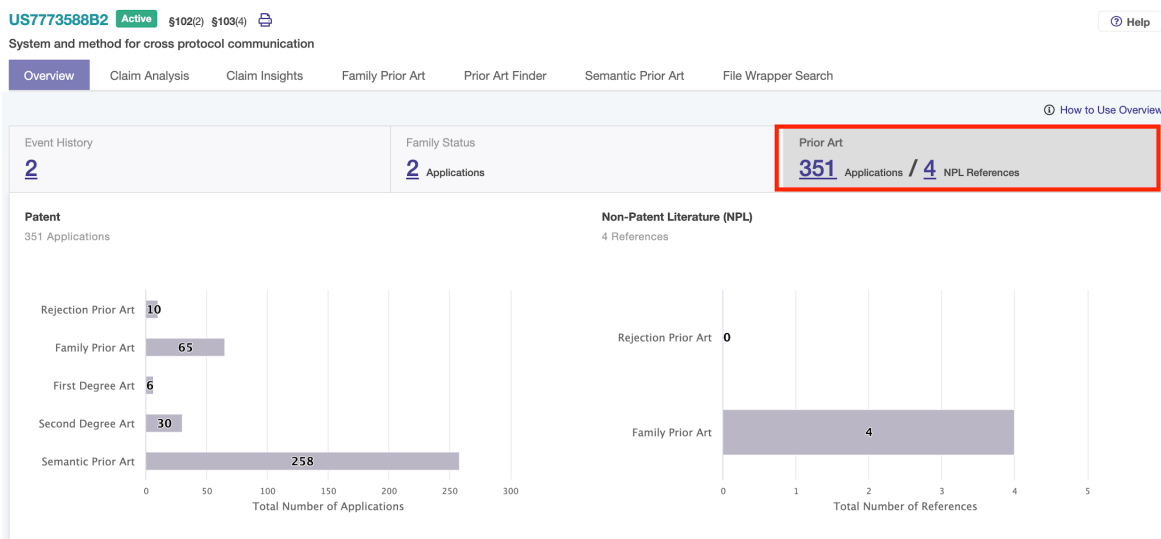 US7773588B2 Active §102(2) §103(4)
Help
System and method for cross protocol communication
Overview Claim Analysis Claim Insights Family Prior Art Prior Art Finder Semantic Prior Art File Wrapper Search
How to Use Overview
Event History
2
Family Status
2 Applications
Prior Art
351 Applications / 4 NPL References
Patent
351 Applications
Rejection Prior Art 10
Family Prior Art 65
First Degree Art 6
Second Degree Art 30
Semantic Prior Art 258
0 50 100 150 200 250 300
Total Number of Applications
Non-Patent Literature (NPL)
4 References
Rejection Prior Art 0
Family Prior Art 4
0 1 2 3 4 5
Total Number of References